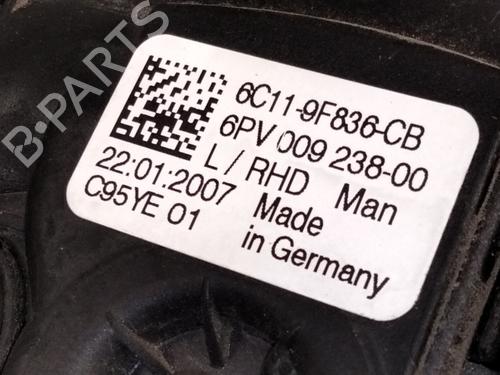 B-PARTS
6C11-9F836-CB
6PV 009 238-00
L / RHD Man
22.01.2007
Made
C95YE 01
in Germany